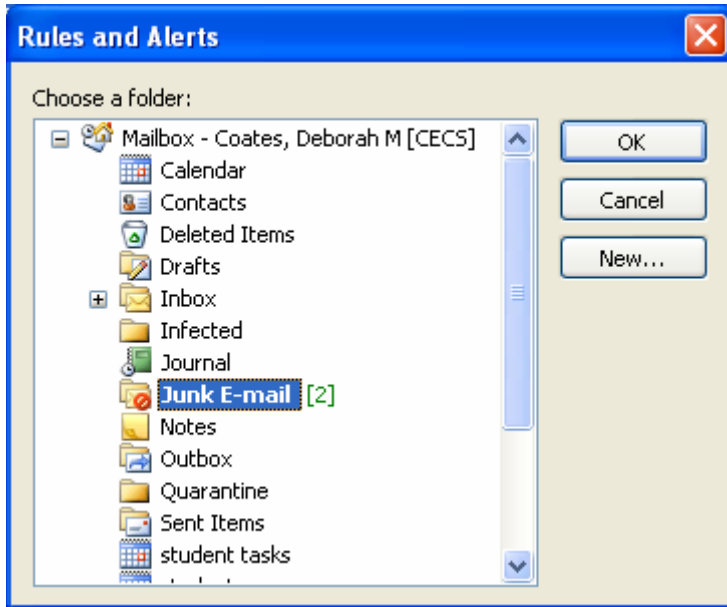 Rules and Alerts
Choose a folder:
Mailbox - Coates, Deborah M [CECS]
Calendar
Contacts
Deleted Items
Drafts
Inbox
Infected
Journal
Junk E-mail [2]
Notes
Outbox
Quarantine
Sent Items
student tasks
OK
Cancel
New...